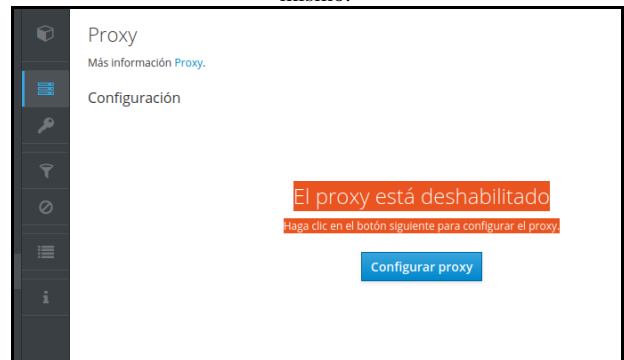 mismo.
Proxy
Más información Proxy.
Configuración
El proxy está deshabilitado
Haga clic en el botón siguiente para configurar el proxy.
Configurar proxy